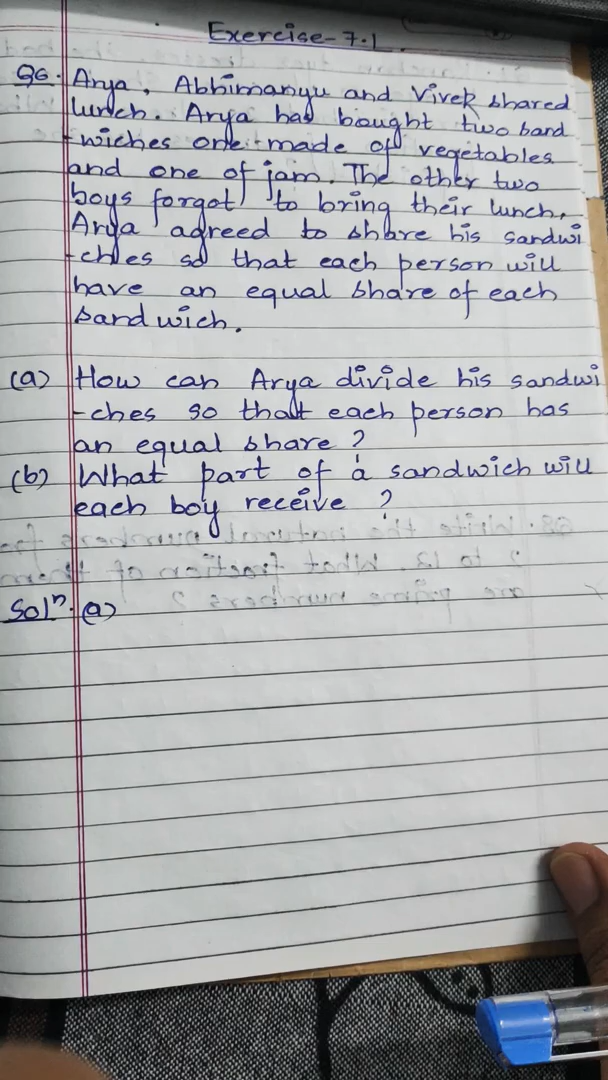 Exercise-7.1
Q6. Arya, Abhimanyu and Vivek shared
lunch. Arya has bought two sand
-wiches one-made of vegetables
and one of jam. The other two
boys forgot to bring their lunch.
Arya agreed to share his sandwi
-ches so that each person will
have an equal share of each
sandwich.
(a) How can Arya divide his sandwi
-ches so that each person has
an equal share ?
(b) What part of a sandwich will
each boy receive ?
Solⁿ. (a)